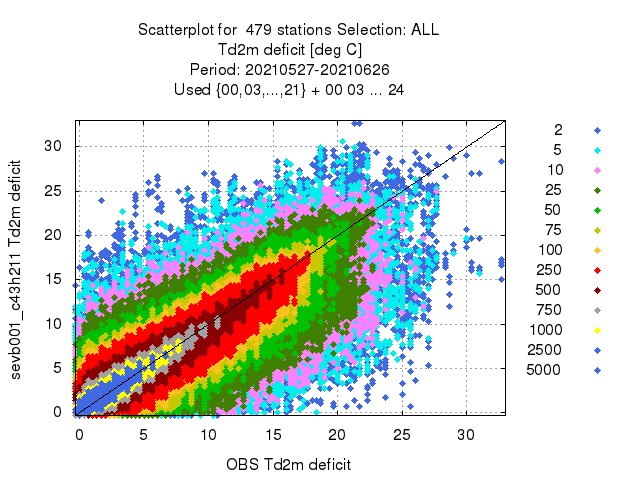 Scatterplot for 479 stations Selection: ALL
Td2m deficit [deg C]
Period: 20210527-20210626
Used {00,03,...,21} + 00 03 ... 24
sevb001_c43h211 Td2m deficit
30
25
20
15
10
5
0
0 5 10 15 20 25 30
OBS Td2m deficit
2
5
10
25
50
75
100
250
500
750
1000
2500
5000